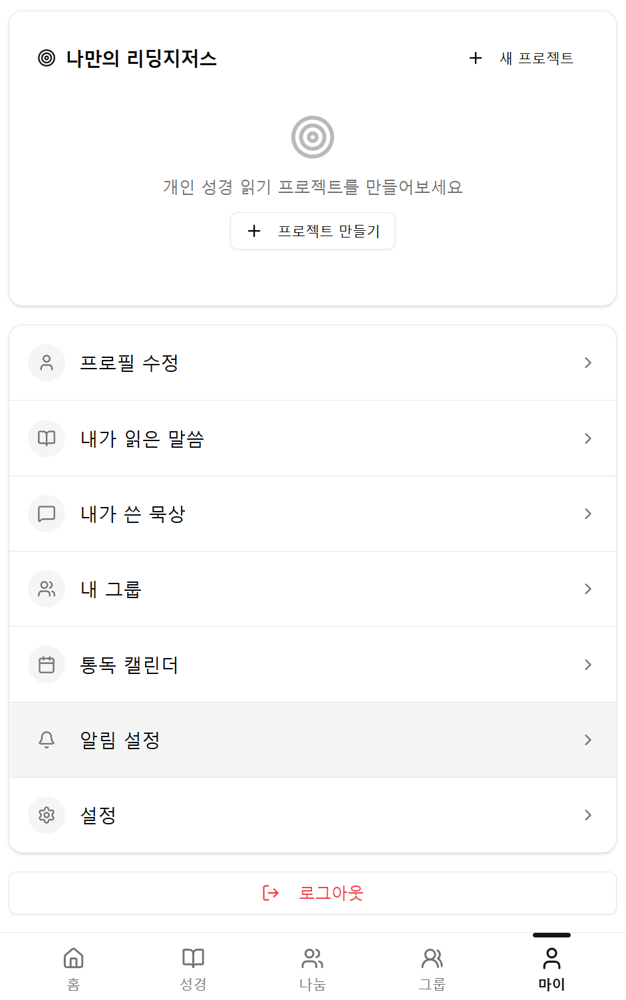 나만의 리딩지저스
새 프로젝트
개인 성경 읽기 프로젝트를 만들어보세요
프로젝트 만들기
프로필 수정
내가 읽은 말씀
내가 쓴 묵상
내 그룹
통독 캘린더
알림 설정
설정
로그아웃
홈
성경
나눔
그룹
마이